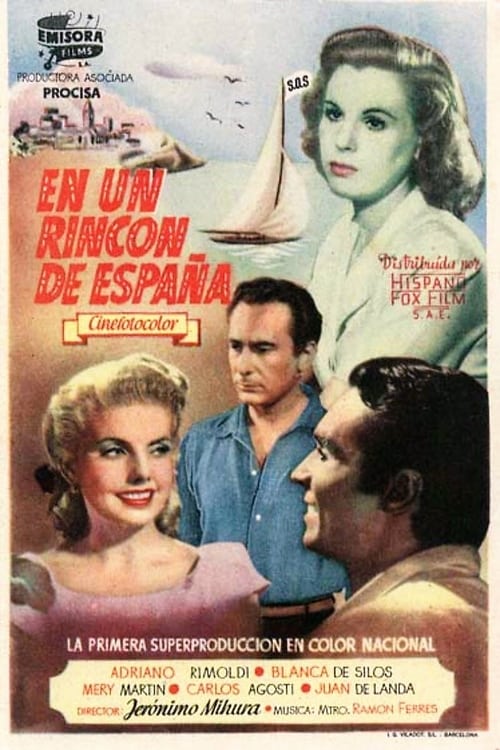 EMISORA
FILMS
S.A.
PRODUCTORA ASOCIADA
PROCISA
S.O.S
EN UN
RINCON
DE ESPAÑA
Cinefotocolor
Distribuída por
HISPANO
FOX FILM
S.A.E.
LA PRIMERA SUPERPRODUCCION EN COLOR NACIONAL
ADRIANO RIMOLDI • BLANCA DE SILOS
MERY MARTIN • CARLOS AGOSTI • JUAN DE LANDA
DIRECTOR: Jerónimo Mihura • MUSICA: MTRO. RAMON FERRES
I. G. VILADOT. S/L. - BARCELONA